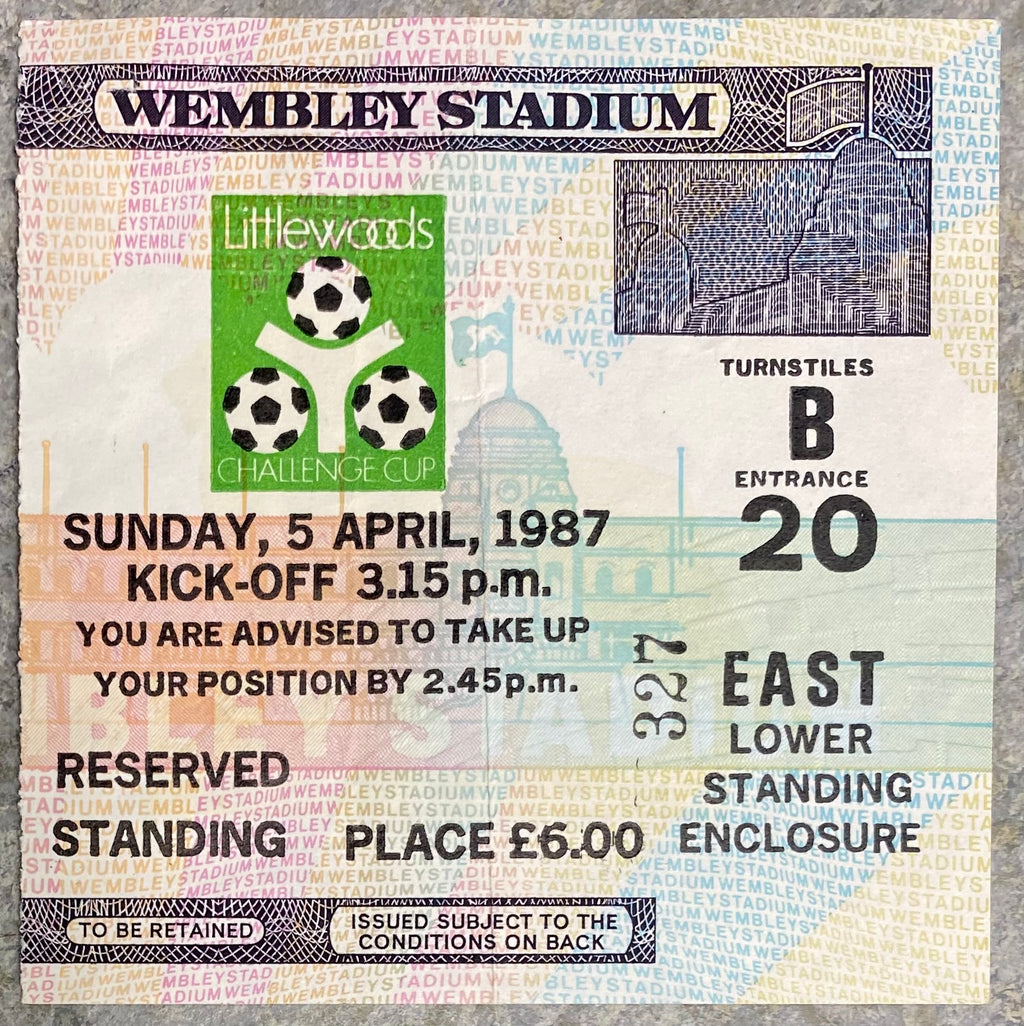 WEMBLEY STADIUM
Littlewoods
CHALLENGE CUP
SUNDAY, 5 APRIL, 1987
KICK-OFF 3.15 p.m.
YOU ARE ADVISED TO TAKE UP
YOUR POSITION BY 2.45p.m.
RESERVED
STANDING PLACE £6.00
TURNSTILES
B
ENTRANCE
20
327
EAST
LOWER
STANDING
ENCLOSURE
TO BE RETAINED
ISSUED SUBJECT TO THE
CONDITIONS ON BACK